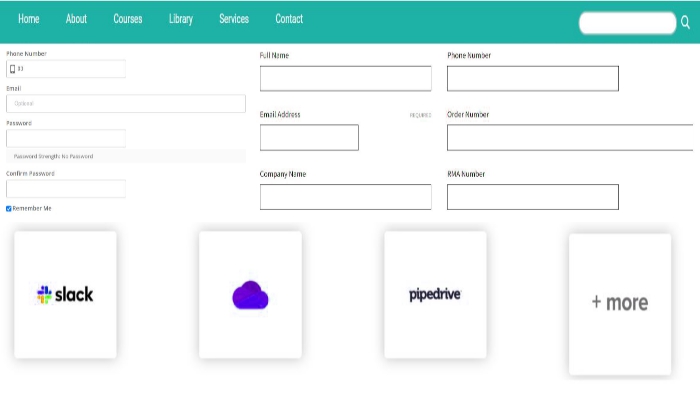 Home About Courses Library Services Contact
Phone Number
Email
Optional
Password
Password Strength: No Password
Confirm Password
Remember Me
Full Name
Phone Number
Email Address REQUIRED
Order Number
Company Name
RMA Number
slack
pipedrive
+ more